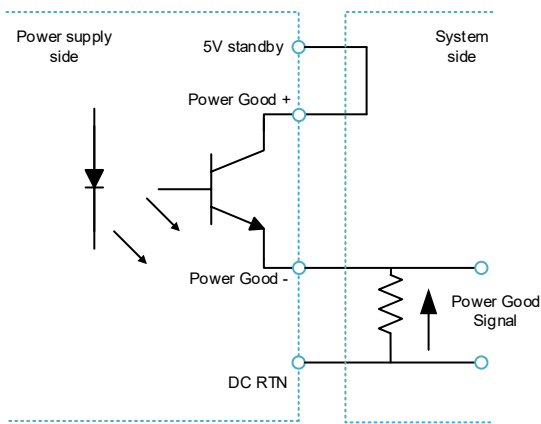 Power supply
side
System
side
5V standby
Power Good +
Power Good -
Power Good
Signal
DC RTN